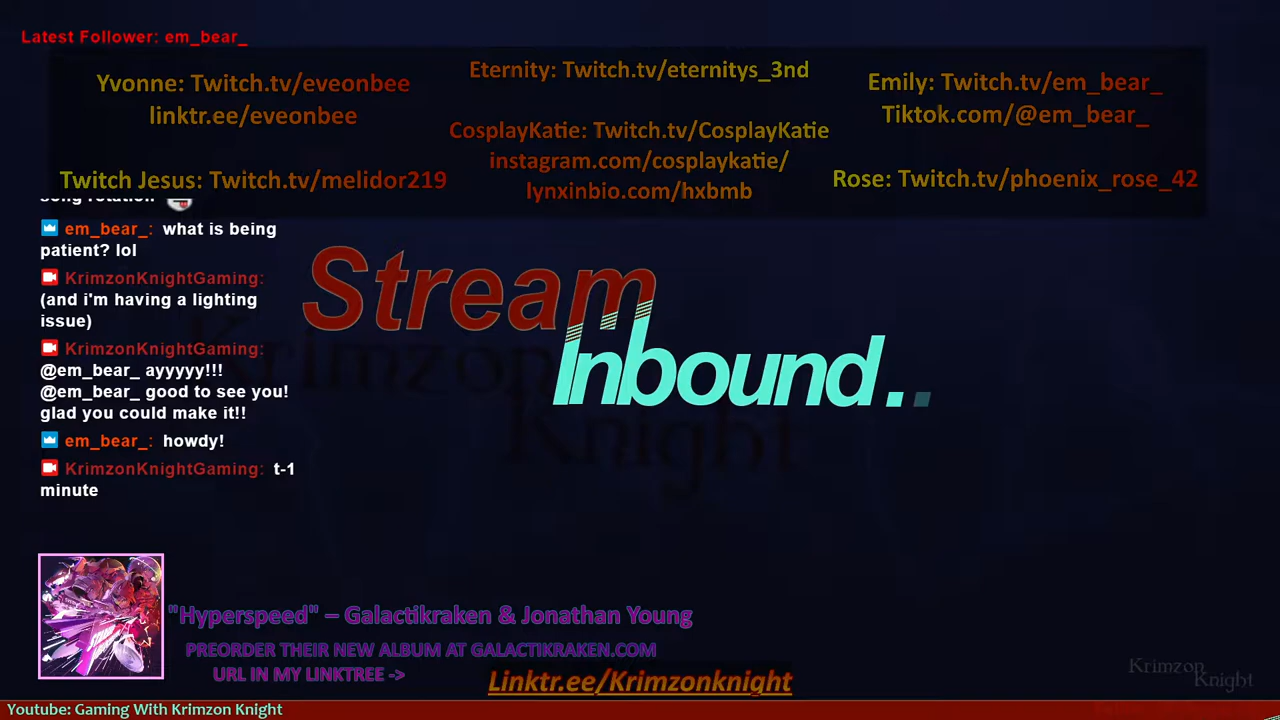 Latest Follower: em_bear_
Yvonne: Twitch.tv/eveonbee
linktr.ee/eveonbee
Twitch Jesus: Twitch.tv/melidor219
Eternity: Twitch.tv/eternitys_3nd
CosplayKatie: Twitch.tv/CosplayKatie
instagram.com/cosplaykatie/
lynxinbio.com/hxbmb
Emily: Twitch.tv/em_bear_
Tiktok.com/@em_bear_
Rose: Twitch.tv/phoenix_rose_42
song rotation
em_bear_: what is being
patient? lol
KrimzonKnightGaming:
(and i'm having a lighting
issue)
KrimzonKnightGaming:
@em_bear_ ayyyyy!!!
@em_bear_ good to see you!
glad you could make it!!
em_bear_: howdy!
KrimzonKnightGaming: t-1
minute
Stream
Inbound..
Krimzon
Knight
"Hyperspeed" – Galactikraken & Jonathan Young
PREORDER THEIR NEW ALBUM AT GALACTIKRAKEN.COM
URL IN MY LINKTREE ->
Linktr.ee/Krimzonknight
Krimzon
Knight
Youtube: Gaming With Krimzon Knight